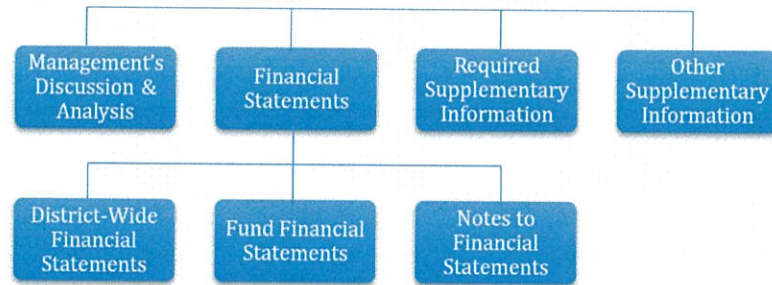 Management's
Discussion &
Analysis
Financial
Statements
Required
Supplementary
Information
Other
Supplementary
Information
District-Wide
Financial
Statements
Fund Financial
Statements
Notes to
Financial
Statements